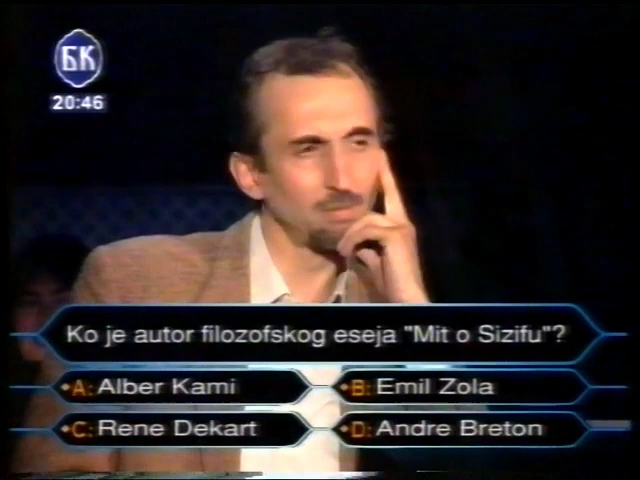 БК
20:46
Ko je autor filozofskog eseja "Mit o Sizifu"?
A: Alber Kami
B: Emil Zola
C: Rene Dekart
D: Andre Breton